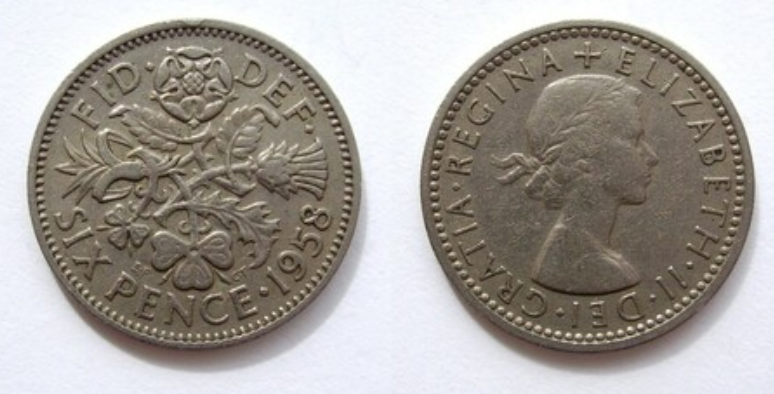 FID · DEF.
SIX PENCE · 1958
+ ELIZABETH · II · DEI · GRATIA · REGINA